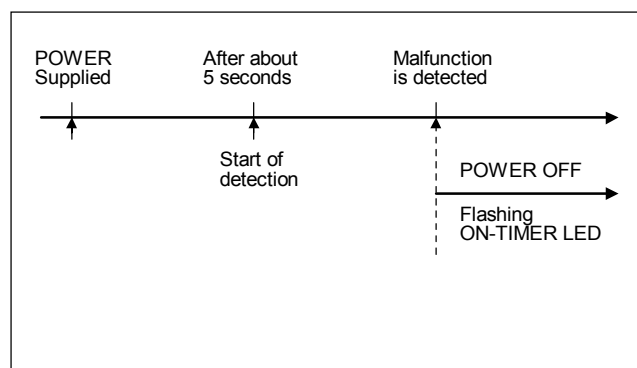 POWER
Supplied
After about
5 seconds
Malfunction
is detected
Start of
detection
POWER OFF
Flashing
ON-TIMER LED